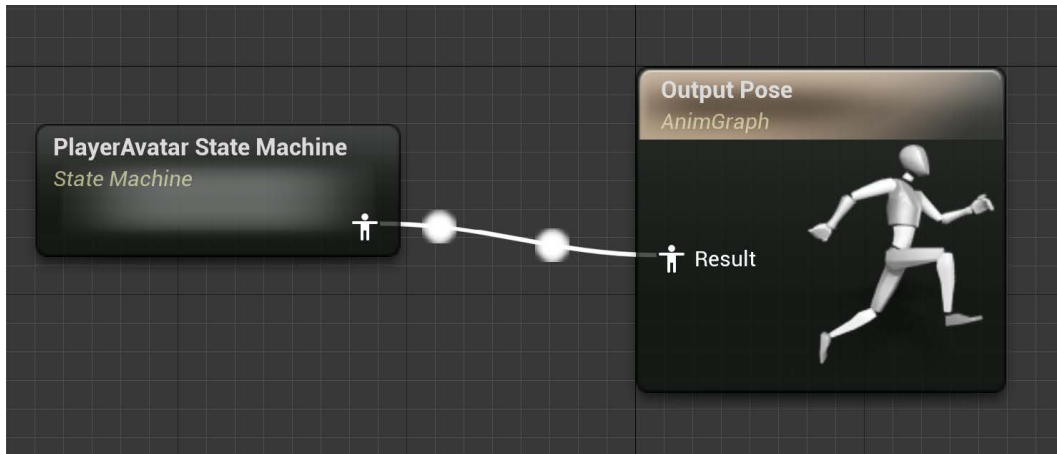 PlayerAvatar State Machine
State Machine
Output Pose
AnimGraph
Result